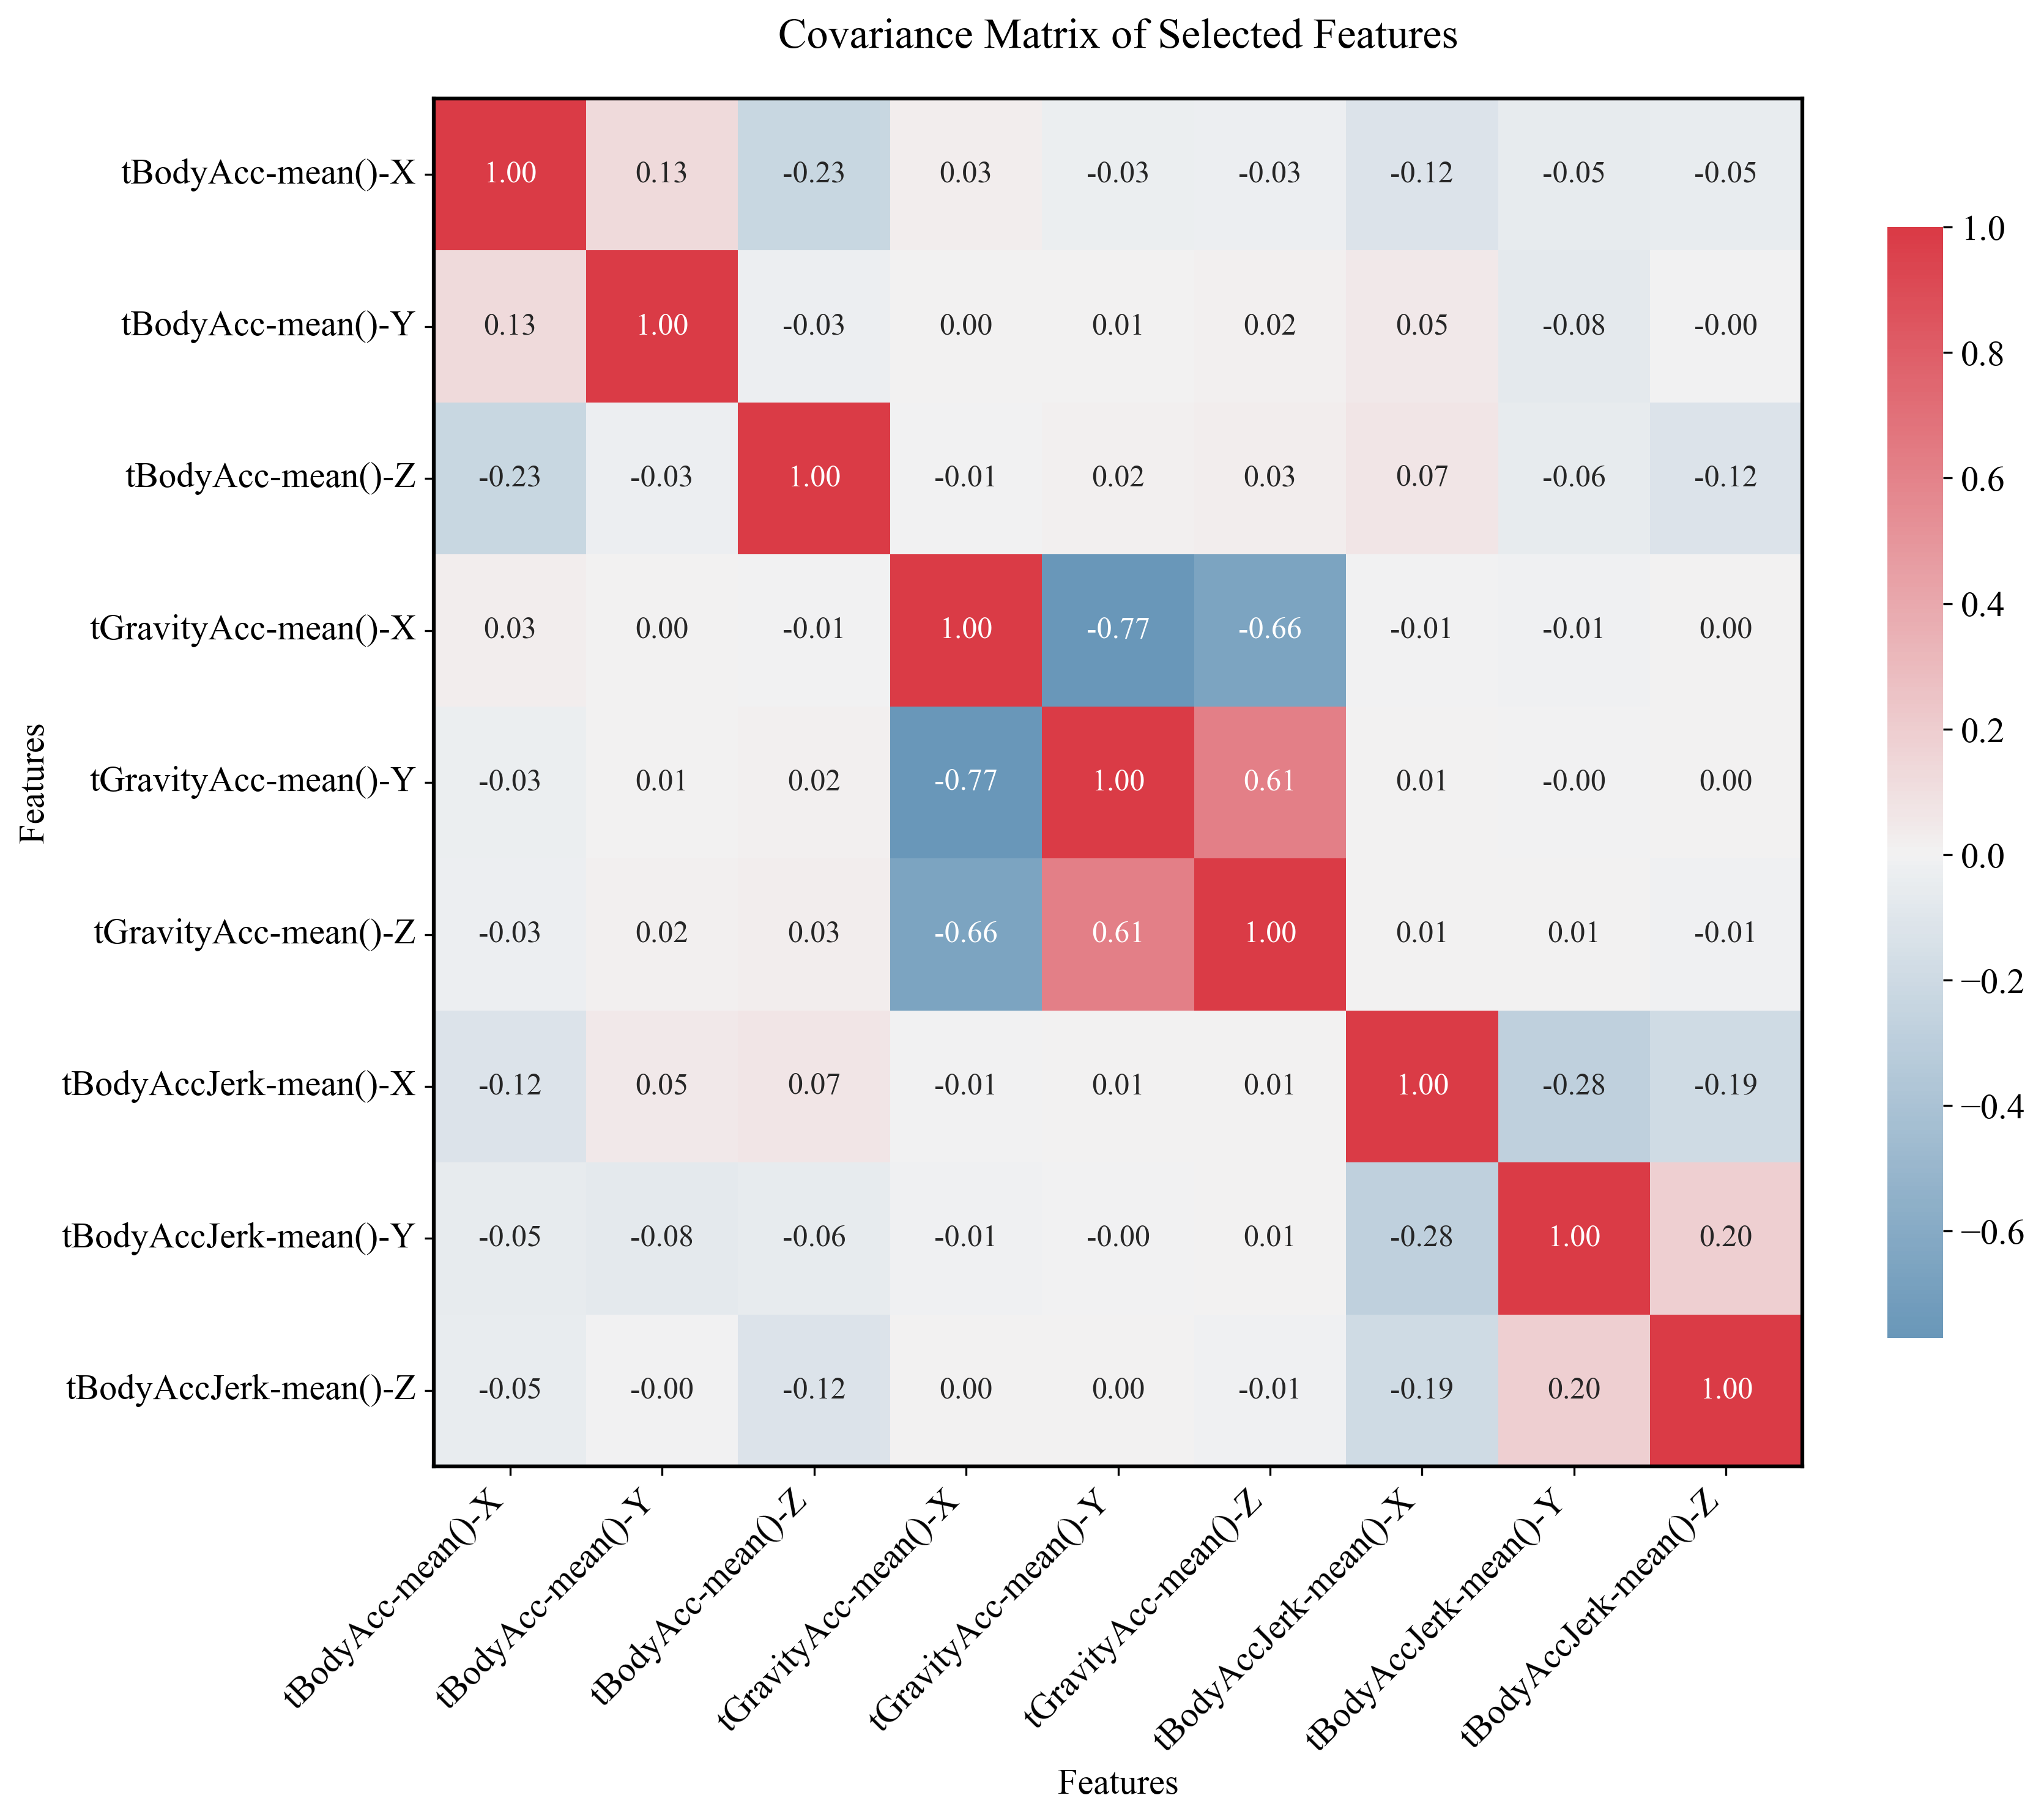 Covariance Matrix of Selected Features
tBodyAcc-mean()-X 1.00 0.13 -0.23 0.03 -0.03 -0.03 -0.12 -0.05 -0.05
tBodyAcc-mean()-Y 0.13 1.00 -0.03 0.00 0.01 0.02 0.05 -0.08 -0.00
tBodyAcc-mean()-Z -0.23 -0.03 1.00 -0.01 0.02 0.03 0.07 -0.06 -0.12
tGravityAcc-mean()-X 0.03 0.00 -0.01 1.00 -0.77 -0.66 -0.01 -0.01 0.00
tGravityAcc-mean()-Y -0.03 0.01 0.02 -0.77 1.00 0.61 0.01 -0.00 0.00
tGravityAcc-mean()-Z -0.03 0.02 0.03 -0.66 0.61 1.00 0.01 0.01 -0.01
tBodyAccJerk-mean()-X -0.12 0.05 0.07 -0.01 0.01 0.01 1.00 -0.28 -0.19
tBodyAccJerk-mean()-Y -0.05 -0.08 -0.06 -0.01 -0.00 0.01 -0.28 1.00 0.20
tBodyAccJerk-mean()-Z -0.05 -0.00 -0.12 0.00 0.00 -0.01 -0.19 0.20 1.00
Features
tBodyAcc-mean()-X
tBodyAcc-mean()-Y
tBodyAcc-mean()-Z
tGravityAcc-mean()-X
tGravityAcc-mean()-Y
tGravityAcc-mean()-Z
tBodyAccJerk-mean()-X
tBodyAccJerk-mean()-Y
tBodyAccJerk-mean()-Z
Features
1.0
0.8
0.6
0.4
0.2
0.0
−0.2
−0.4
−0.6